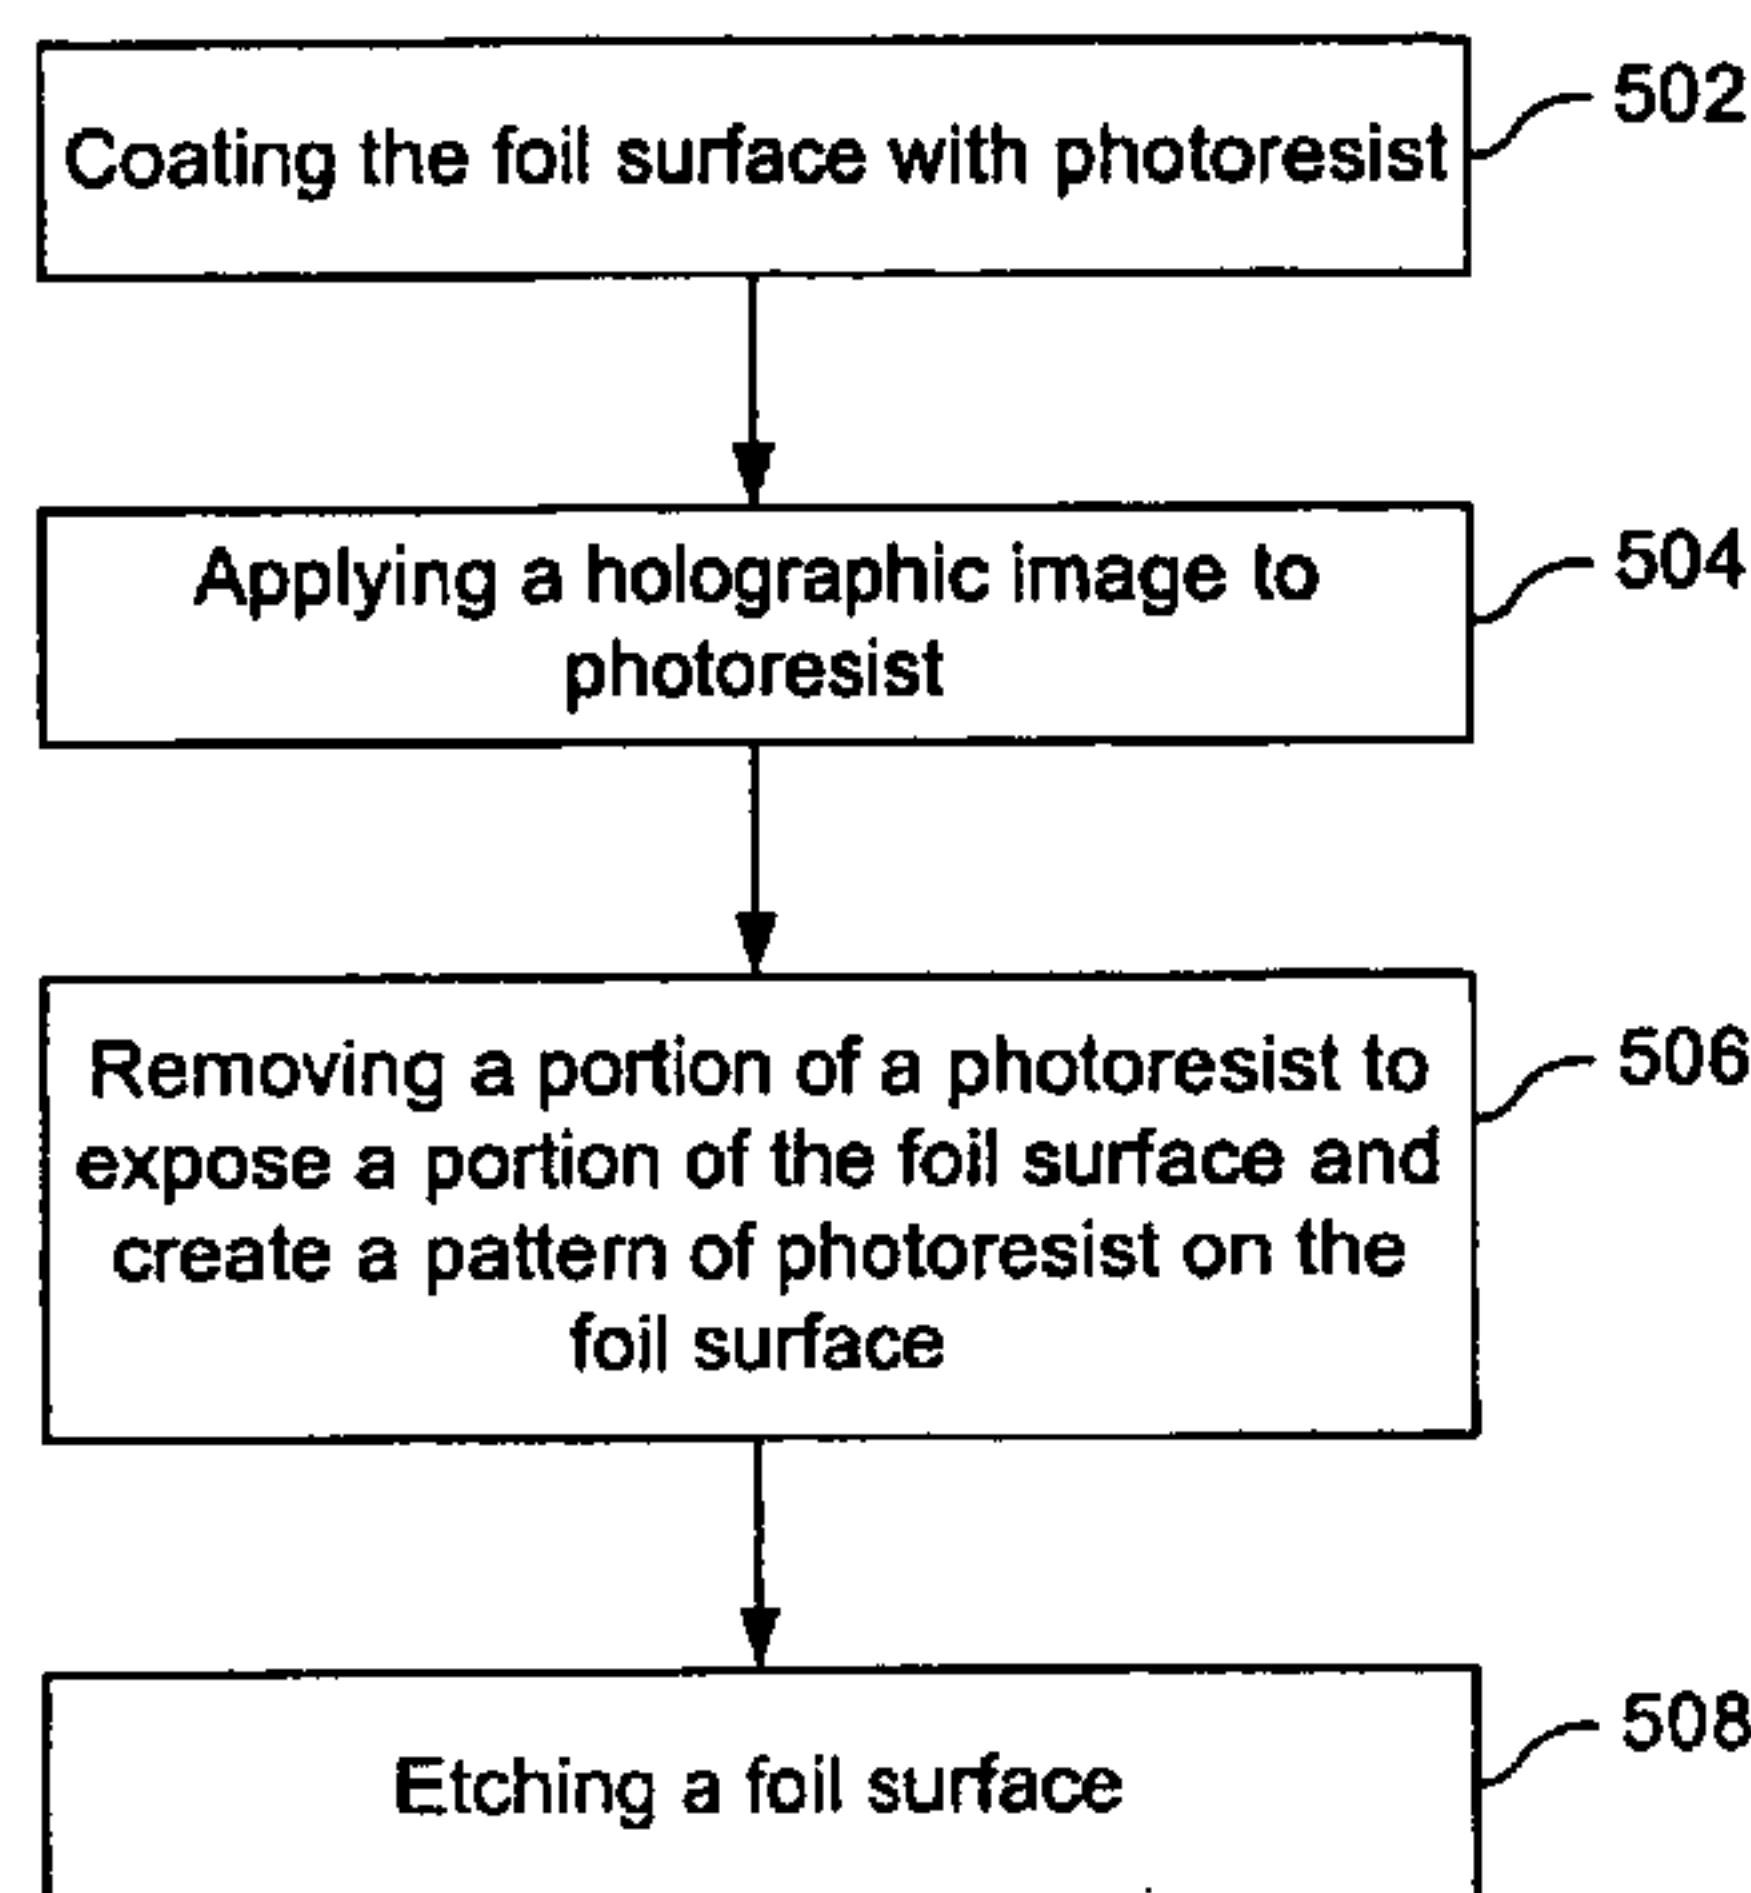 Coating the foil surface with photoresist
502
Applying a holographic image to
photoresist
504
Removing a portion of a photoresist to
expose a portion of the foil surface and
create a pattern of photoresist on the
foil surface
506
Etching a foil surface
508